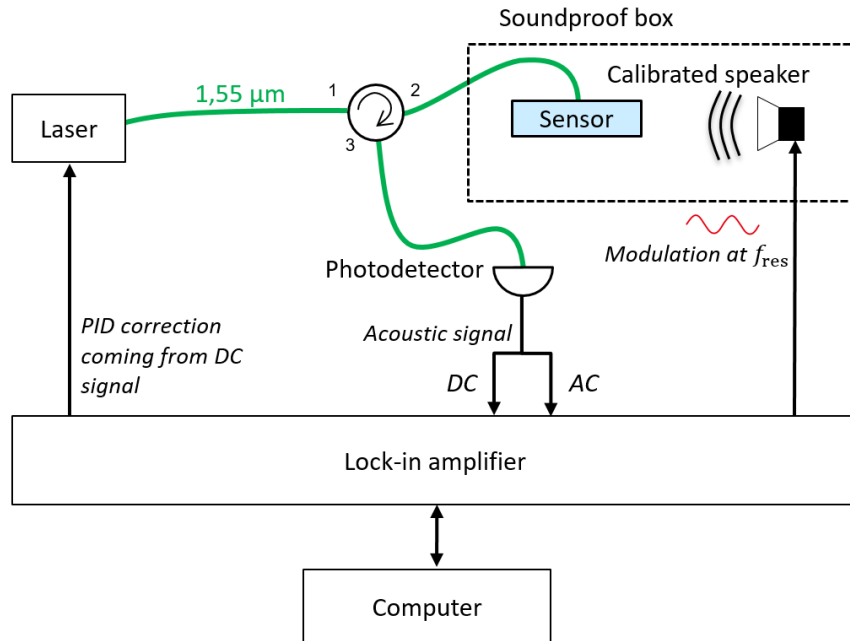 Soundproof box
Calibrated speaker
1,55 µm
1
2
3
Laser
Sensor
Modulation at f_res
Photodetector
Acoustic signal
PID correction
coming from DC
signal
DC
AC
Lock-in amplifier
Computer